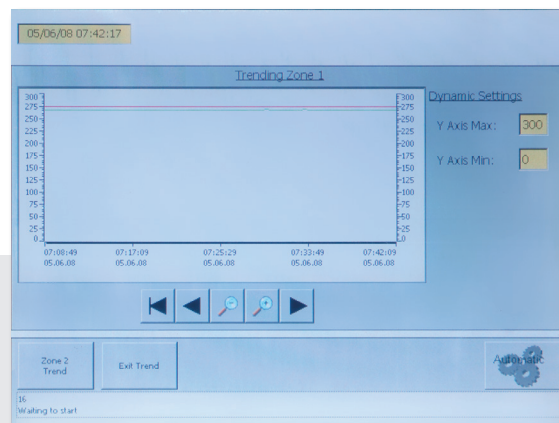 05/06/08 07:42:17
Trending Zone 1
300 300
275 275
250 250
225 225
200 200
175 175
150 150
125 125
100 100
75 75
50 50
25 25
0 0
07:08:49 07:17:09 07:25:29 07:33:49 07:42:09
05.06.08 05.06.08 05.06.08 05.06.08 05.06.08
Dynamic Settings
Y Axis Max: 300
Y Axis Min: 0
Zone 2
Trend
Exit Trend
Automatic
16
Waiting to start